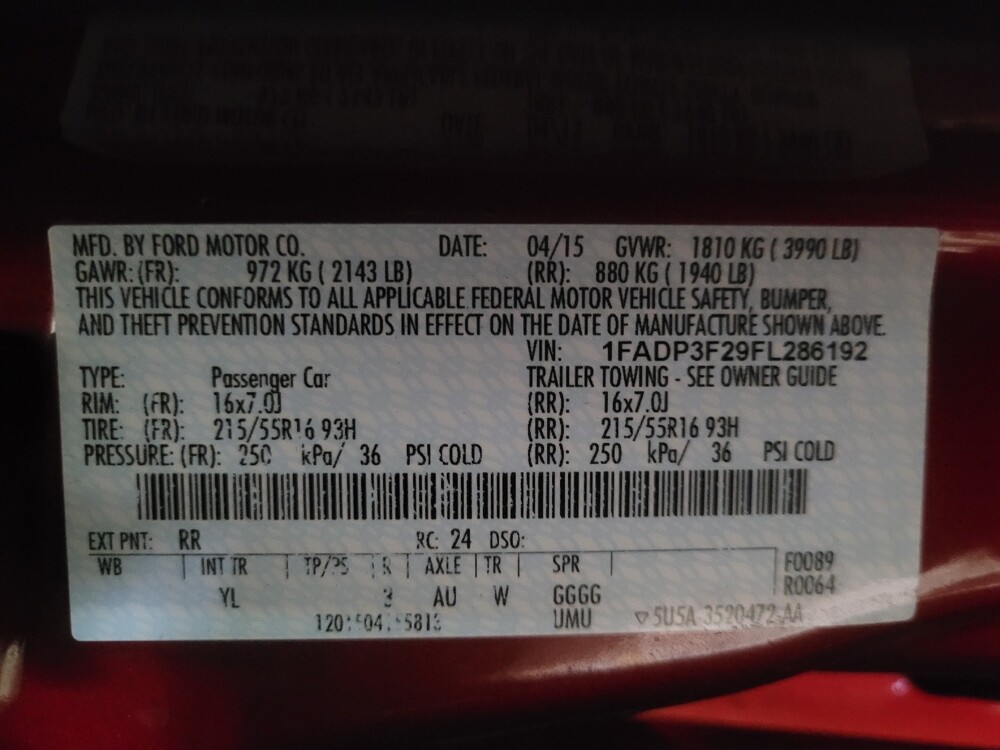 MFD. BY FORD MOTOR CO. DATE: 04/15 GVWR: 1810 KG ( 3990 LB)
GAWR: (FR): 972 KG ( 2143 LB) (RR): 880 KG ( 1940 LB)
THIS VEHICLE CONFORMS TO ALL APPLICABLE FEDERAL MOTOR VEHICLE SAFETY, BUMPER,
AND THEFT PREVENTION STANDARDS IN EFFECT ON THE DATE OF MANUFACTURE SHOWN ABOVE.
VIN: 1FADP3F29FL286192
TYPE: Passenger Car TRAILER TOWING - SEE OWNER GUIDE
RIM: (FR): 16x7.0J (RR): 16x7.0J
TIRE: (FR): 215/55R16 93H (RR): 215/55R16 93H
PRESSURE: (FR): 250 kPa/ 36 PSI COLD (RR): 250 kPa/ 36 PSI COLD
EXT PNT: RR RC: 24 DSO:
WB INT TR TP/PS R AXLE TR SPR F0089
R0064
YL AU W GGGG
UMU 5U5A-3520472-AA